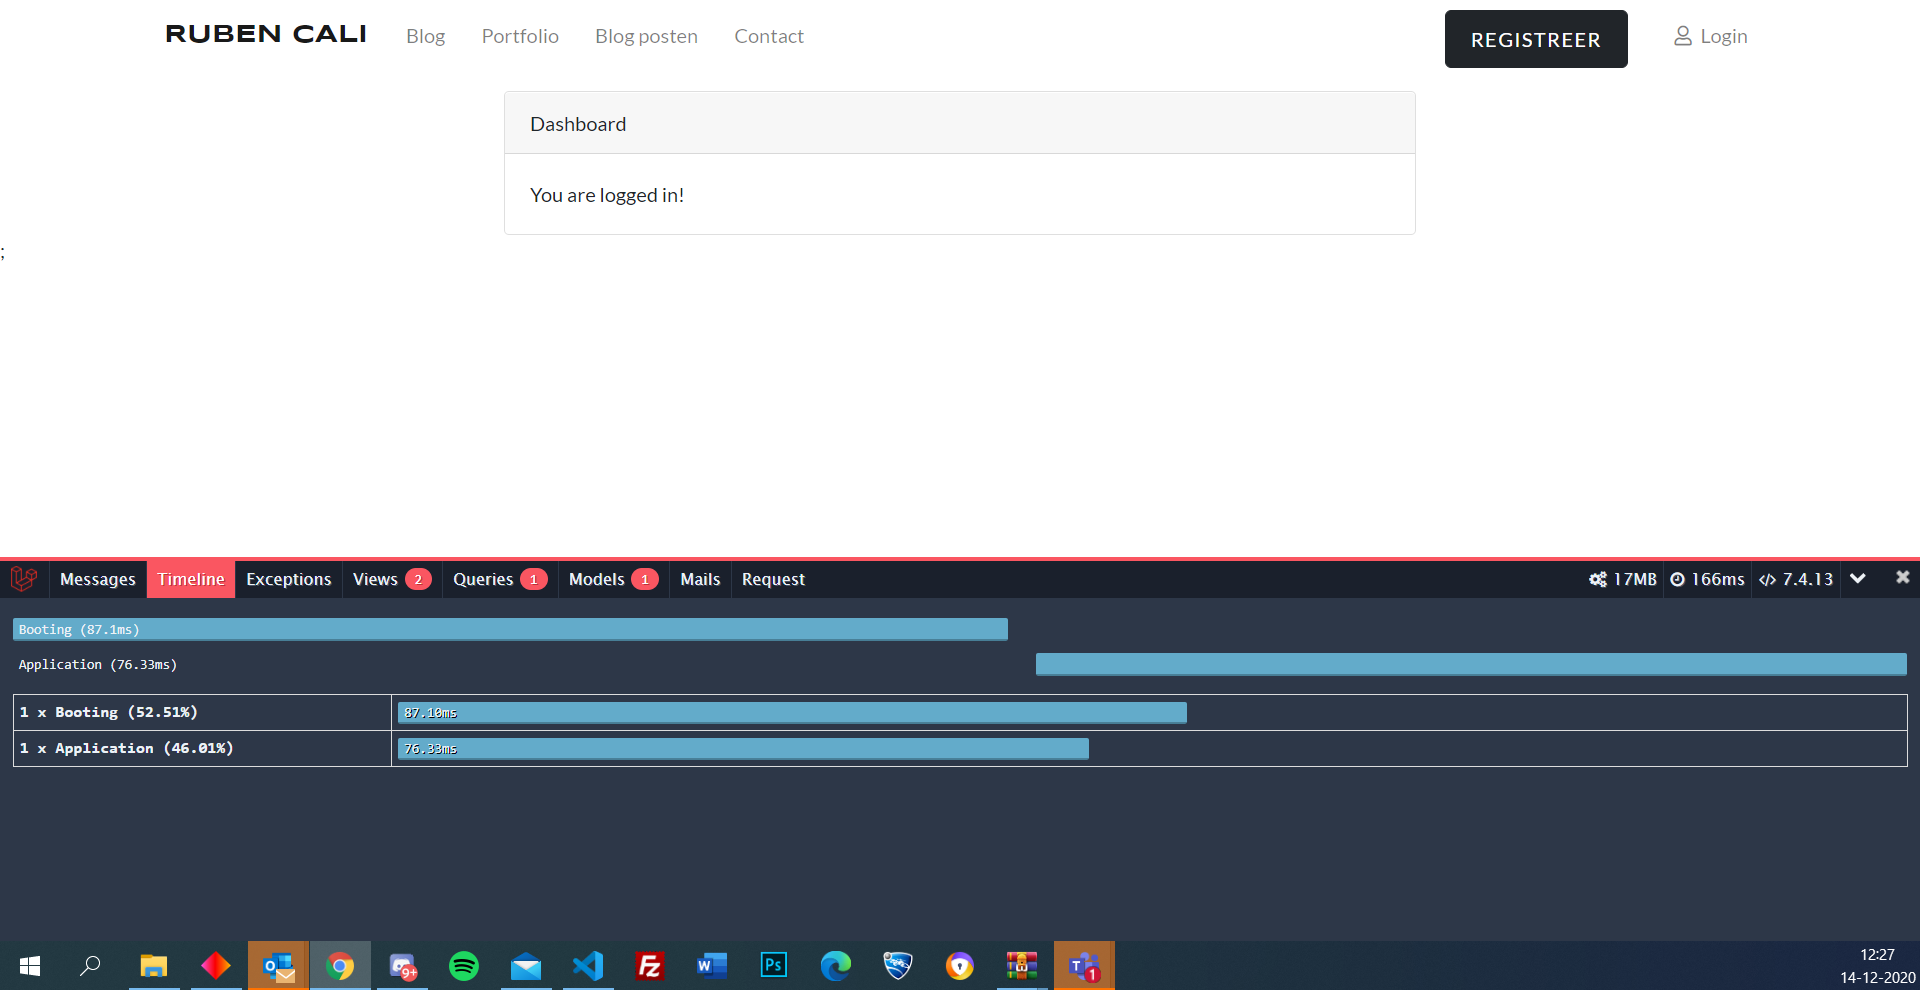 RUBEN CALI Blog Portfolio Blog posten Contact REGISTREER Login
Dashboard
You are logged in!
;
Messages Timeline Exceptions Views 2 Queries 1 Models 1 Mails Request 17MB 166ms 7.4.13
Booting (87.1ms)
Application (76.33ms)
1 x Booting (52.51%) 87.10ms
1 x Application (46.01%) 76.33ms
9+ Fz W Ps T 1
12:27
14-12-2020